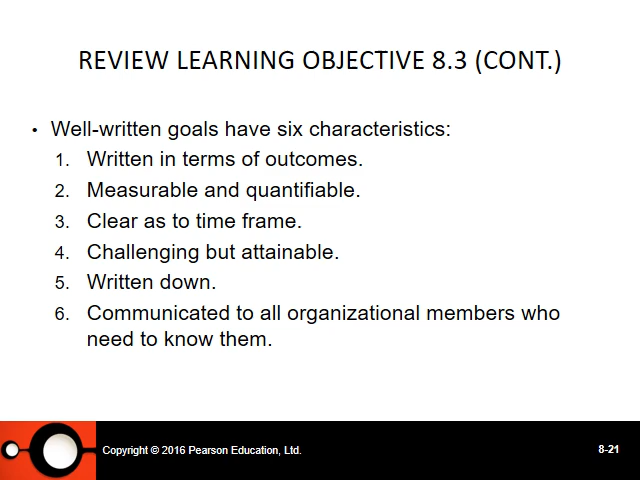 REVIEW LEARNING OBJECTIVE 8.3 (CONT.)
• Well-written goals have six characteristics:
1. Written in terms of outcomes.
2. Measurable and quantifiable.
3. Clear as to time frame.
4. Challenging but attainable.
5. Written down.
6. Communicated to all organizational members who
need to know them.
Copyright © 2016 Pearson Education, Ltd.
8-21